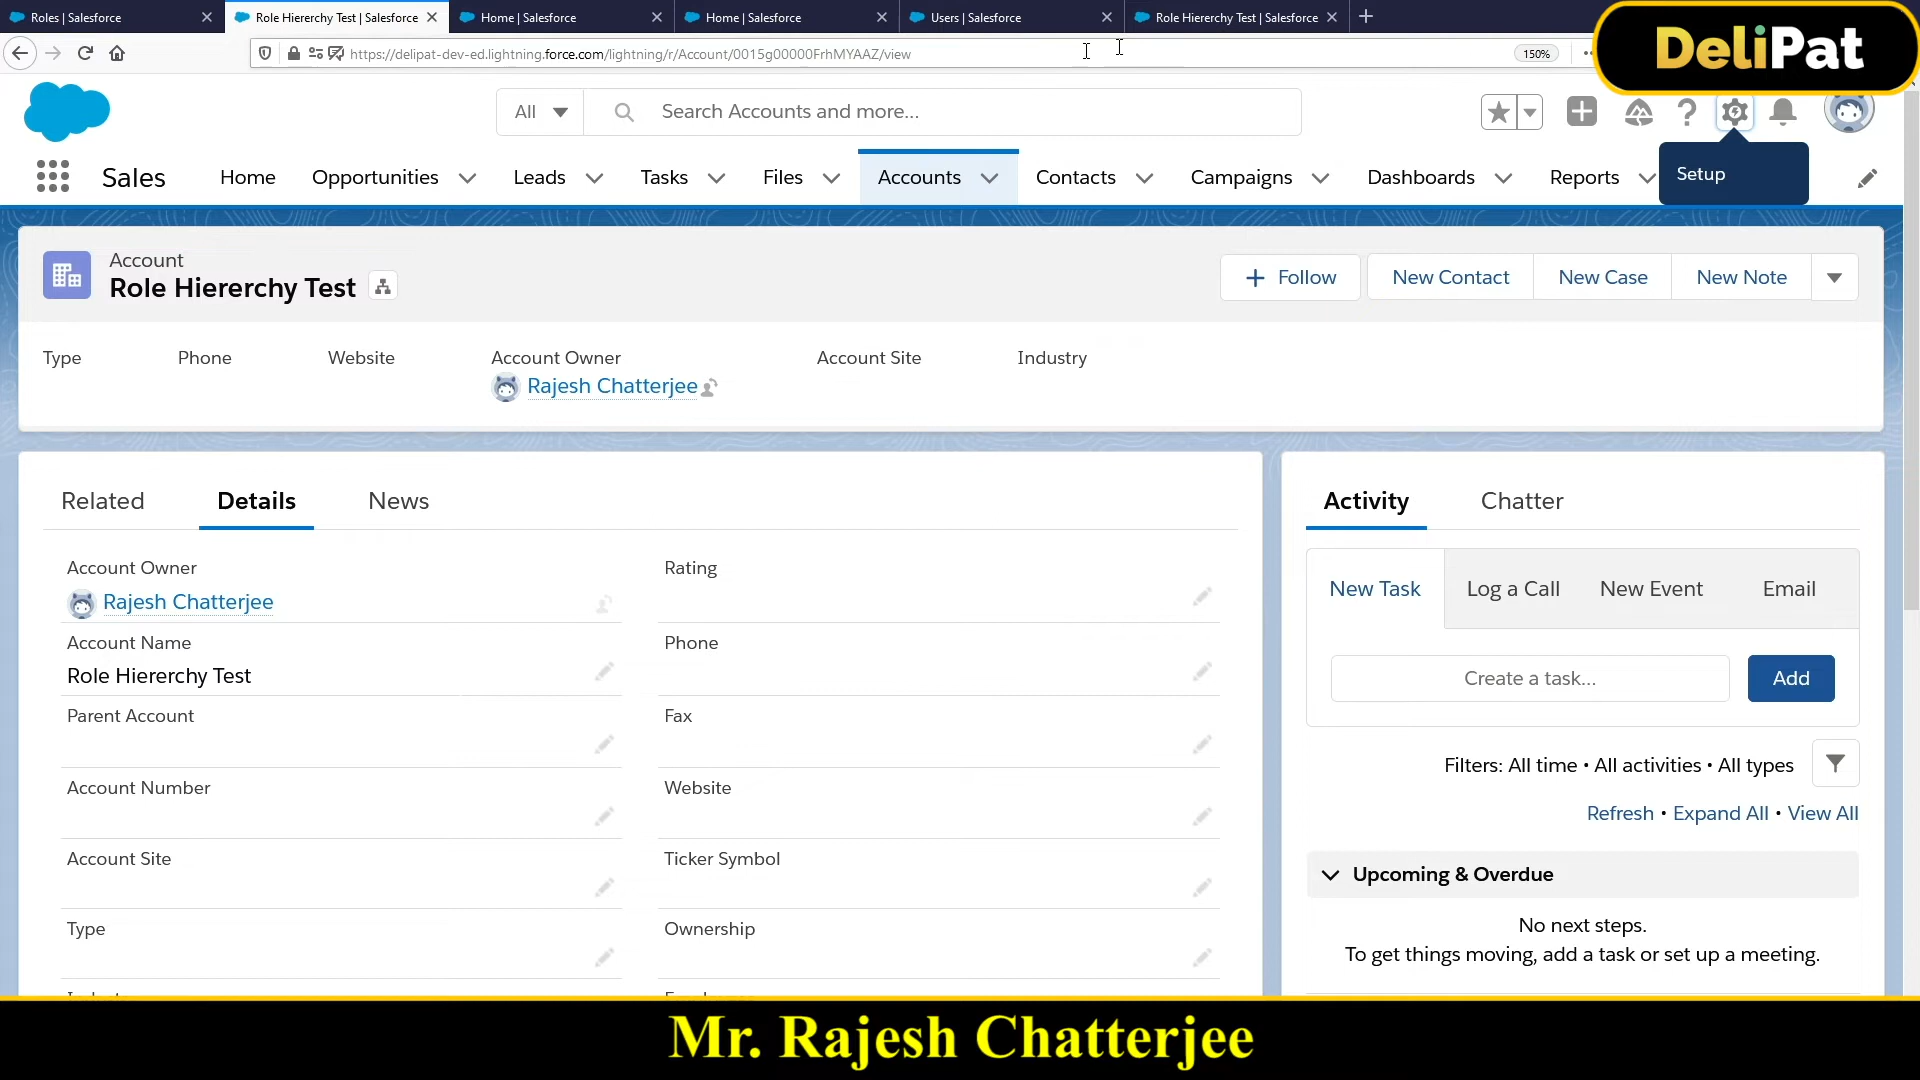 Roles | Salesforce
Role Hiererchy Test | Salesforce
Home | Salesforce
Home | Salesforce
Users | Salesforce
Role Hiererchy Test | Salesforce
https://delipat-dev-ed.lightning.force.com/lightning/r/Account/0015g00000FrhMYAAZ/view
150%
DeliPat
All
Search Accounts and more...
Sales
Home
Opportunities
Leads
Tasks
Files
Accounts
Contacts
Campaigns
Dashboards
Reports
Setup
Account
Role Hiererchy Test
Follow
New Contact
New Case
New Note
Type
Phone
Website
Account Owner
Account Site
Industry
Rajesh Chatterjee
Related
Details
News
Account Owner
Rajesh Chatterjee
Account Name
Role Hiererchy Test
Parent Account
Account Number
Account Site
Type
Rating
Phone
Fax
Website
Ticker Symbol
Ownership
Activity
Chatter
New Task
Log a Call
New Event
Email
Create a task...
Add
Filters: All time • All activities • All types
Refresh • Expand All • View All
Upcoming & Overdue
No next steps.
To get things moving, add a task or set up a meeting.
Mr. Rajesh Chatterjee